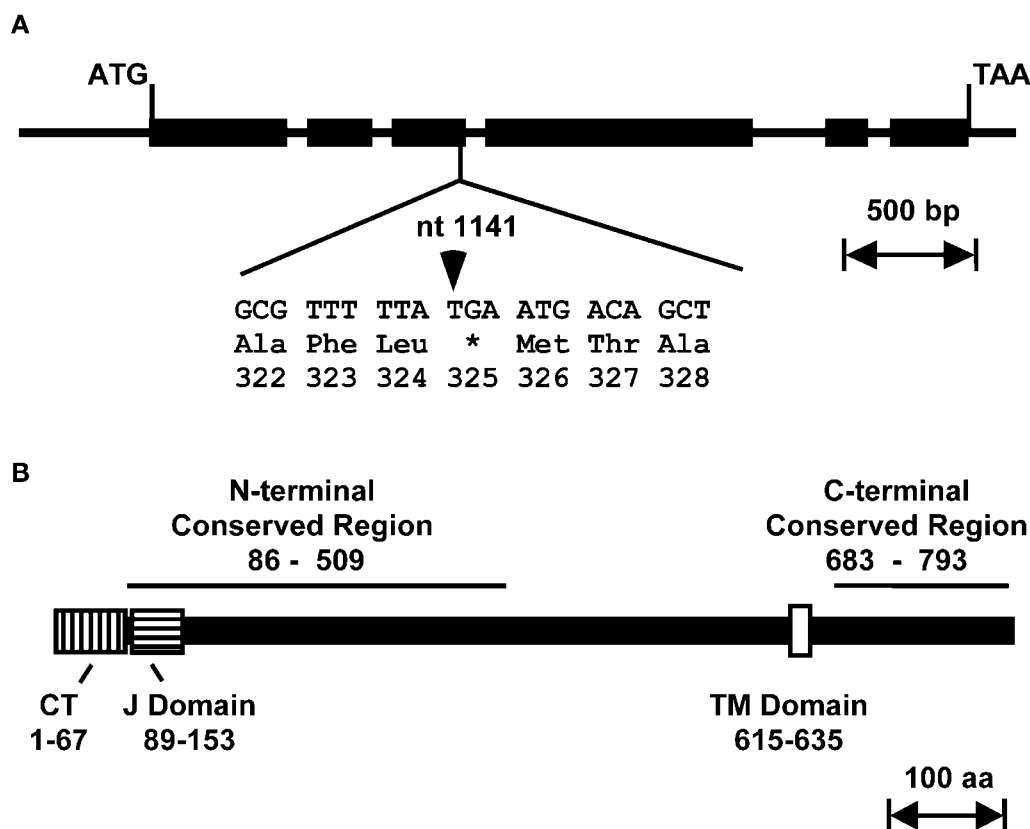 A
ATG
TAA
500 bp
nt 1141
GCG TTT TTA TGA ATG ACA GCT
Ala Phe Leu * Met Thr Ala
322 323 324 325 326 327 328
B
N-terminal
Conserved Region
86 - 509
C-terminal
Conserved Region
683 - 793
CT
1-67
J Domain
89-153
TM Domain
615-635
100 aa